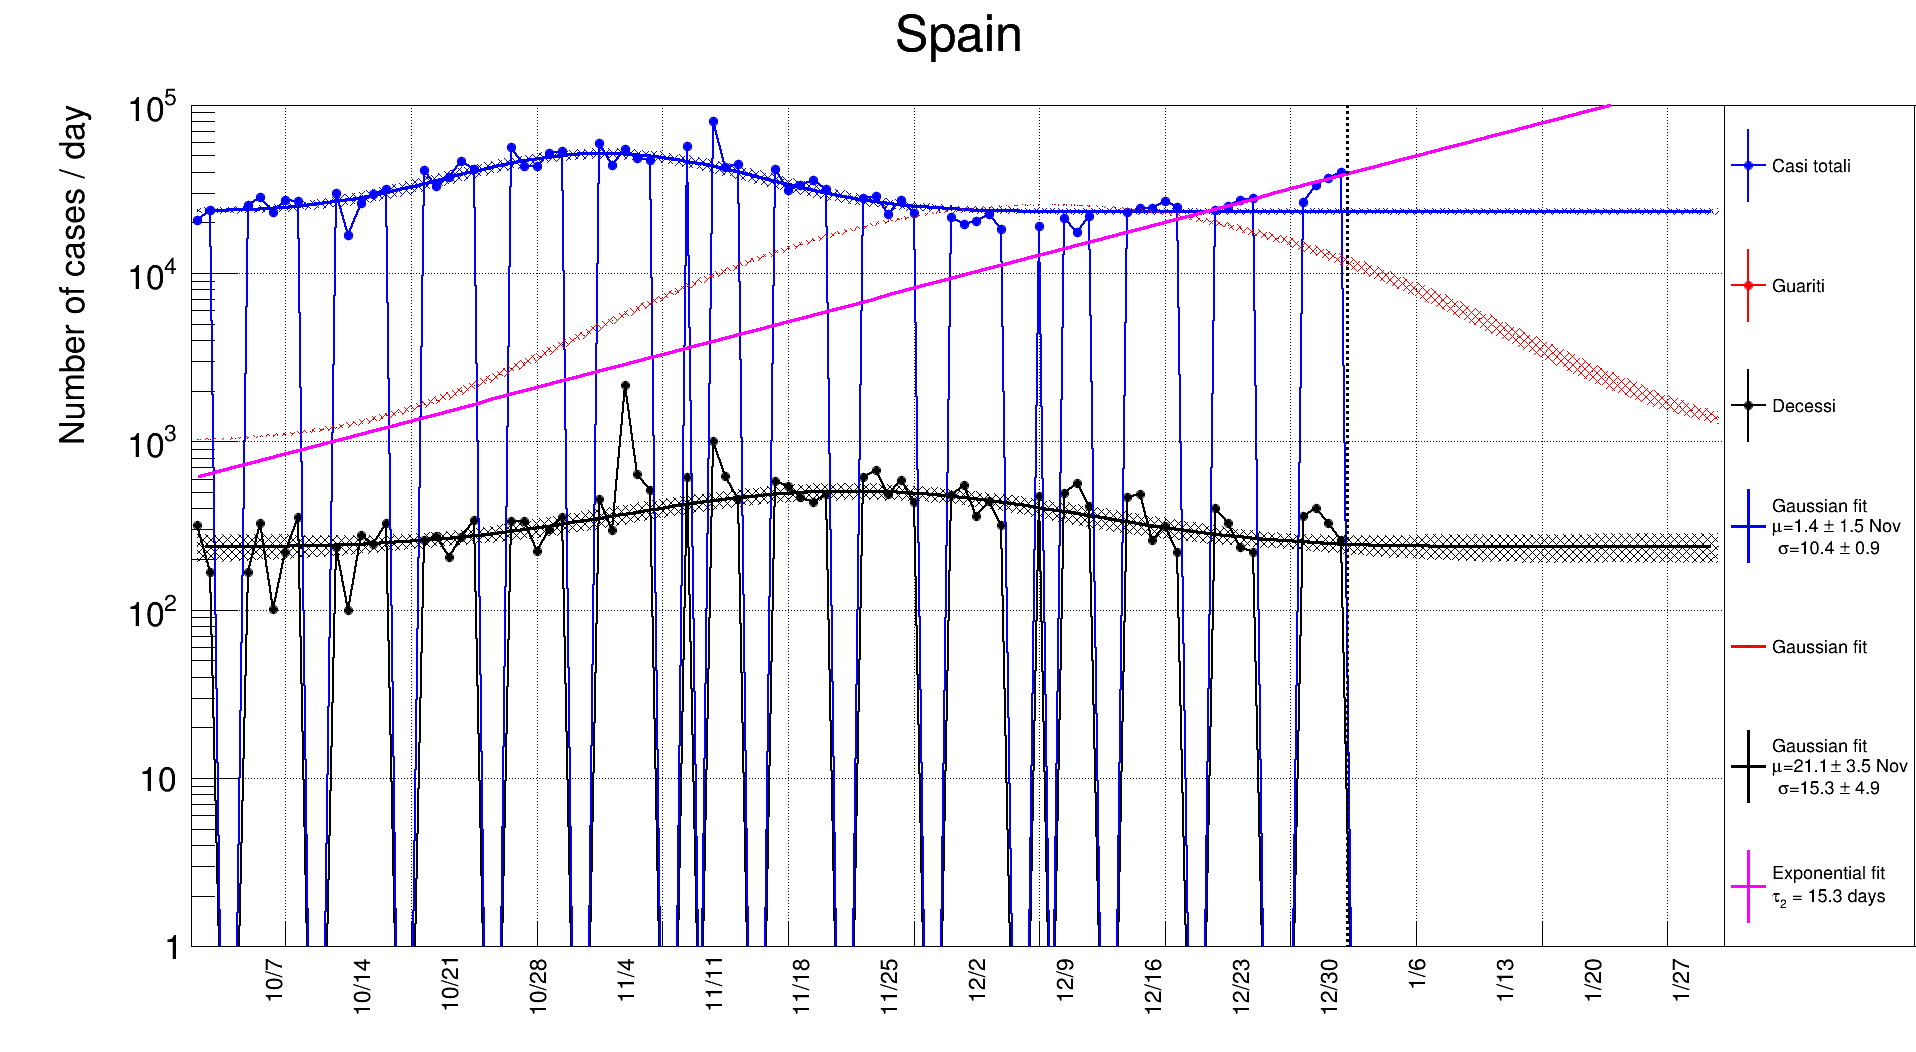 Spain
Number of cases / day
10^5
10^4
10^3
10^2
10
1
10/7
10/14
10/21
10/28
11/4
11/11
11/18
11/25
12/2
12/9
12/16
12/23
12/30
1/6
1/13
1/20
1/27
Casi totali
Guariti
Decessi
Gaussian fit
μ=1.4 ± 1.5 Nov
σ=10.4 ± 0.9
Gaussian fit
Gaussian fit
μ=21.1 ± 3.5 Nov
σ=15.3 ± 4.9
Exponential fit
τ₂ = 15.3 days